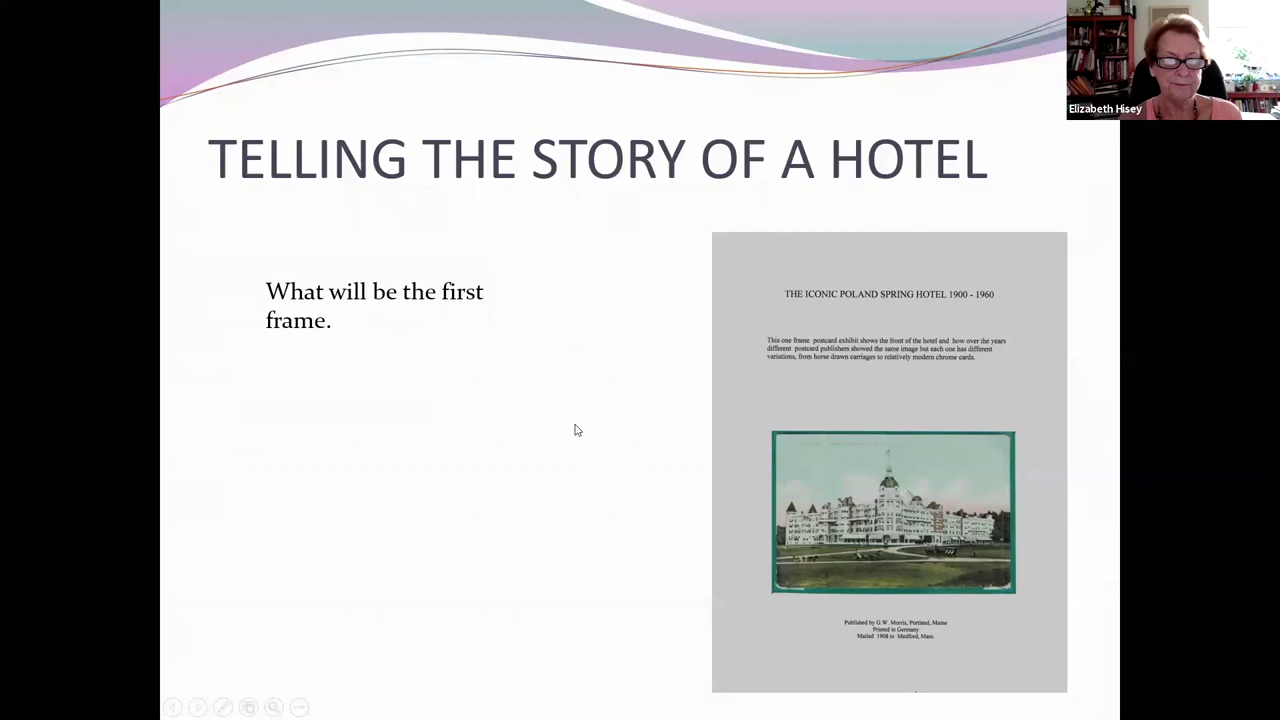 Elizabeth Hisey
TELLING THE STORY OF A HOTEL
What will be the first
frame.
THE ICONIC POLAND SPRING HOTEL 1900 - 1960
This one frame postcard exhibit shows the front of the hotel and how over the years
different postcard publishers showed the same image but each one has different
variations, from horse drawn carriages to relatively modern chrome cards.
Published by G.W. Morris, Portland, Maine
Printed in Germany
Mailed 1908 to Medford, Mass.